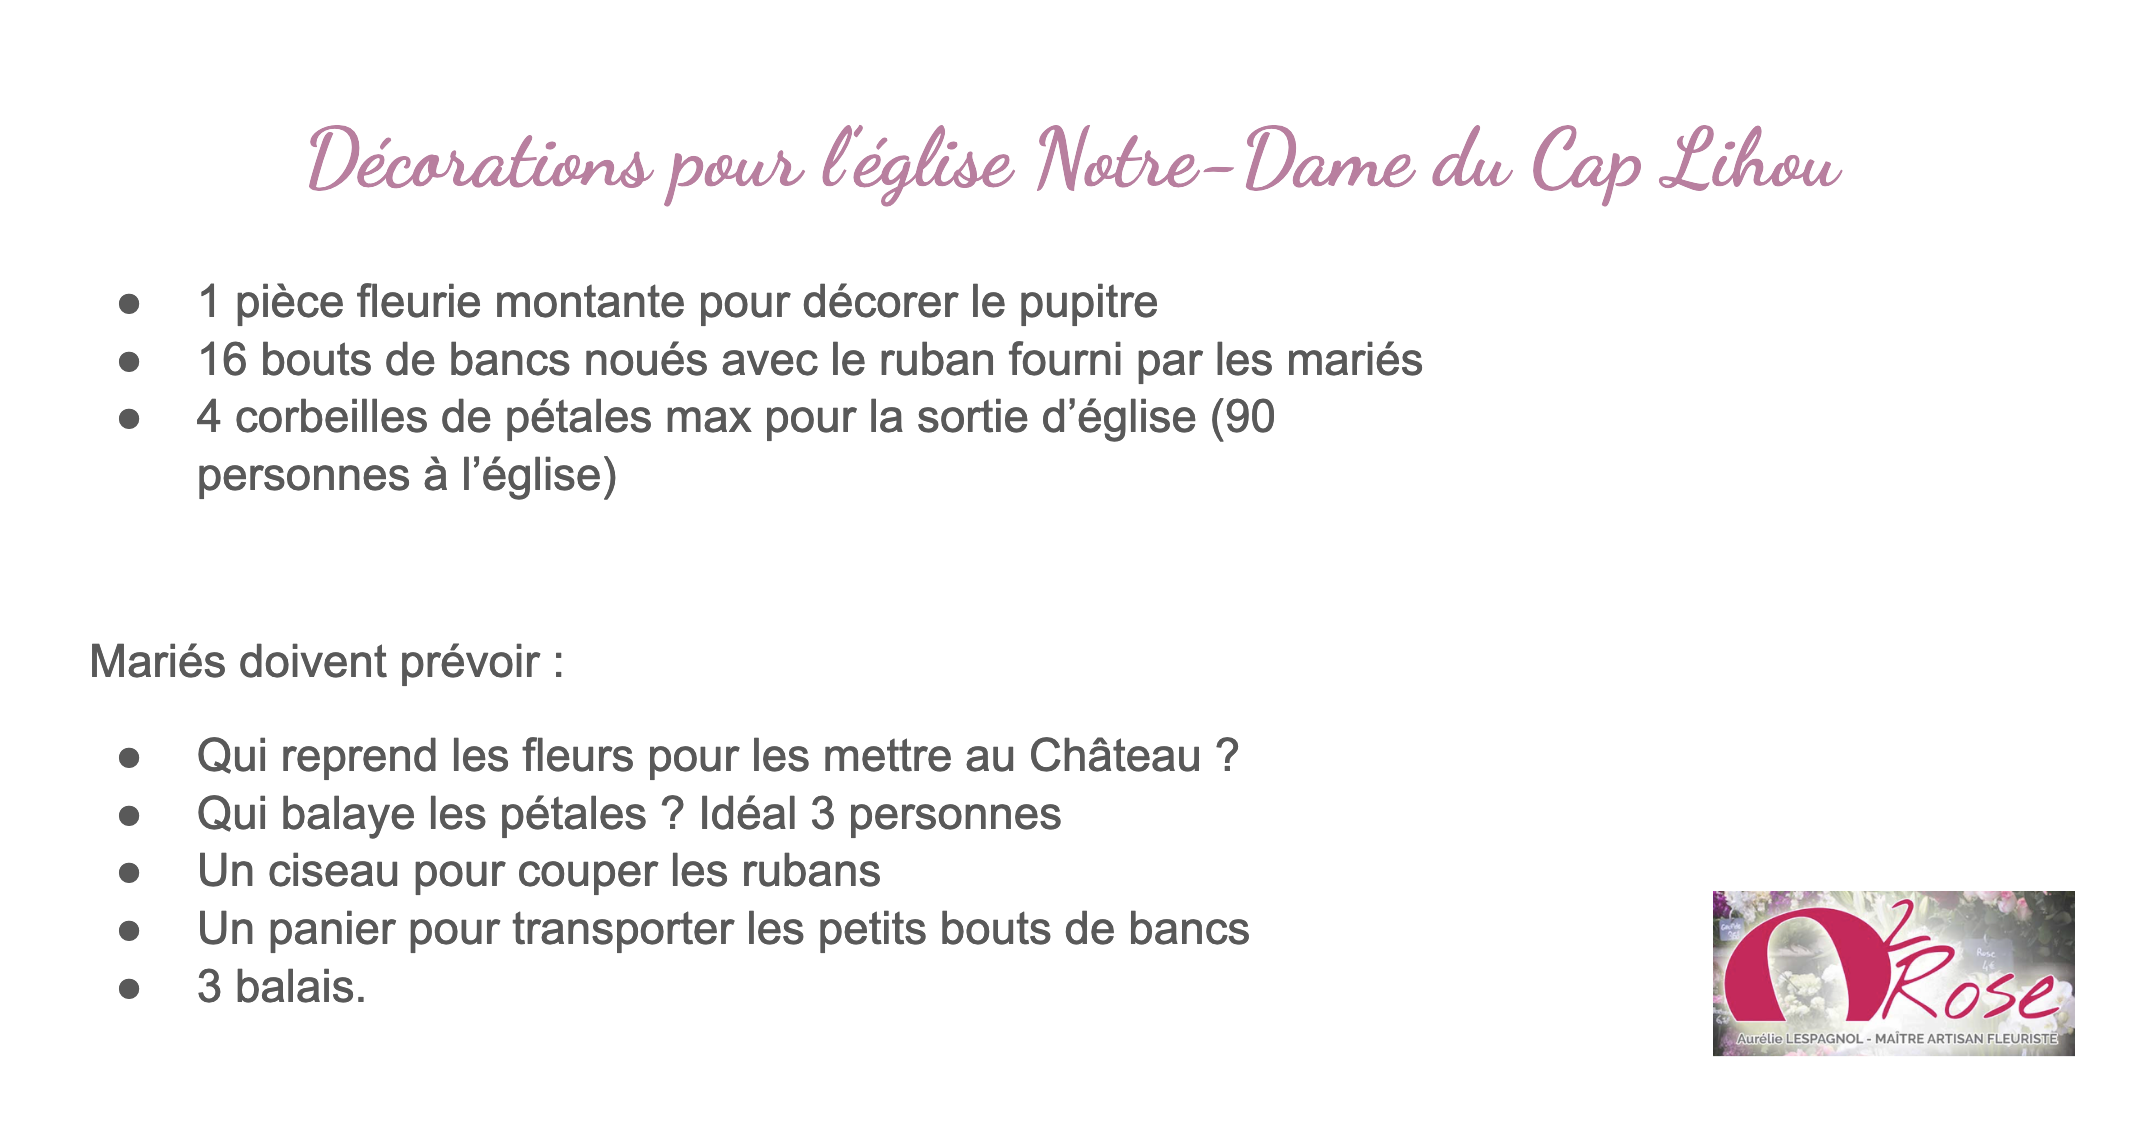 Décorations pour l'église Notre-Dame du Cap Lihou
● 1 pièce fleurie montante pour décorer le pupitre
● 16 bouts de bancs noués avec le ruban fourni par les mariés
● 4 corbeilles de pétales max pour la sortie d’église (90
personnes à l’église)
Mariés doivent prévoir :
● Qui reprend les fleurs pour les mettre au Château ?
● Qui balaye les pétales ? Idéal 3 personnes
● Un ciseau pour couper les rubans
● Un panier pour transporter les petits bouts de bancs
● 3 balais.
2
Rose
Aurélie LESPAGNOL - MAÎTRE ARTISAN FLEURISTE